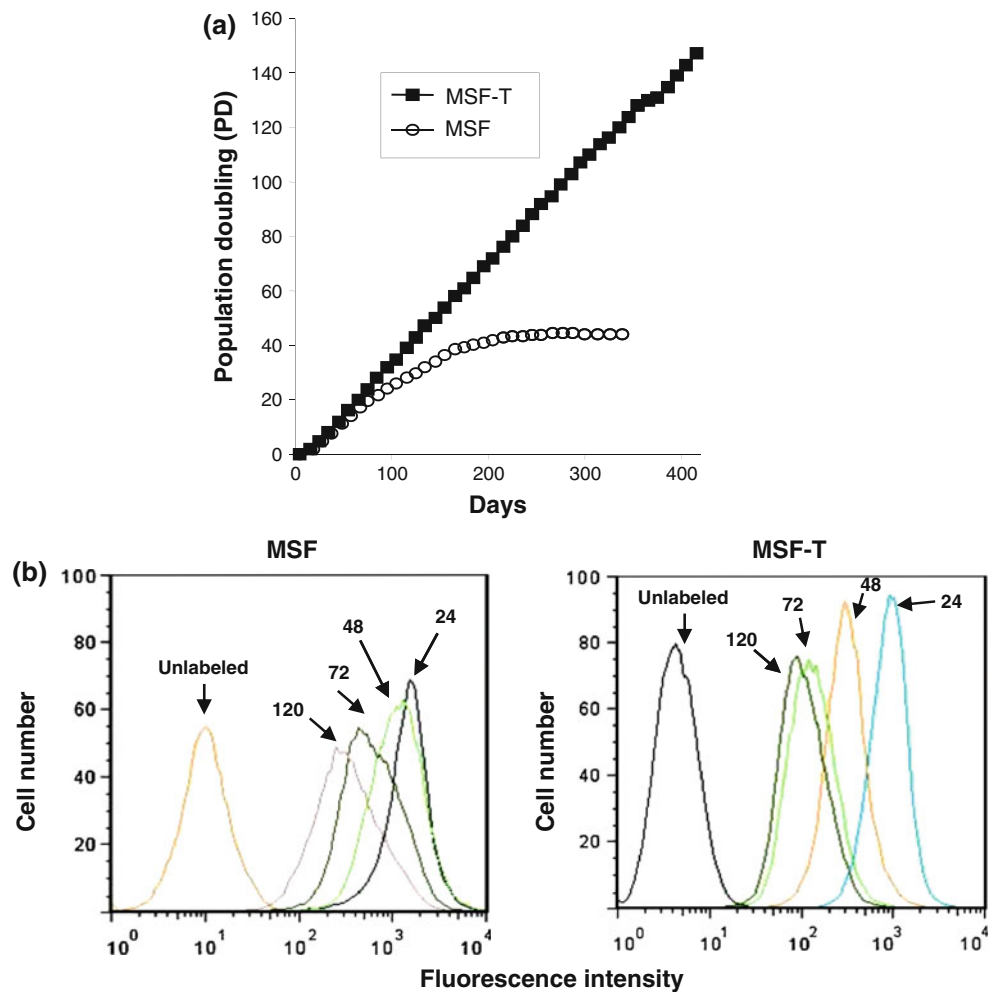 (a)
160
140
120
100
80
60
40
20
0
Population doubling (PD)
MSF-T
MSF
0 100 200 300 400
Days
(b)
MSF
100
80
60
40
20
Cell number
Unlabeled
120
72
48
24
10⁰ 10¹ 10² 10³ 10⁴
MSF-T
100
80
60
40
20
Cell number
Unlabeled
120
72
48
24
10⁰ 10¹ 10² 10³ 10⁴
Fluorescence intensity